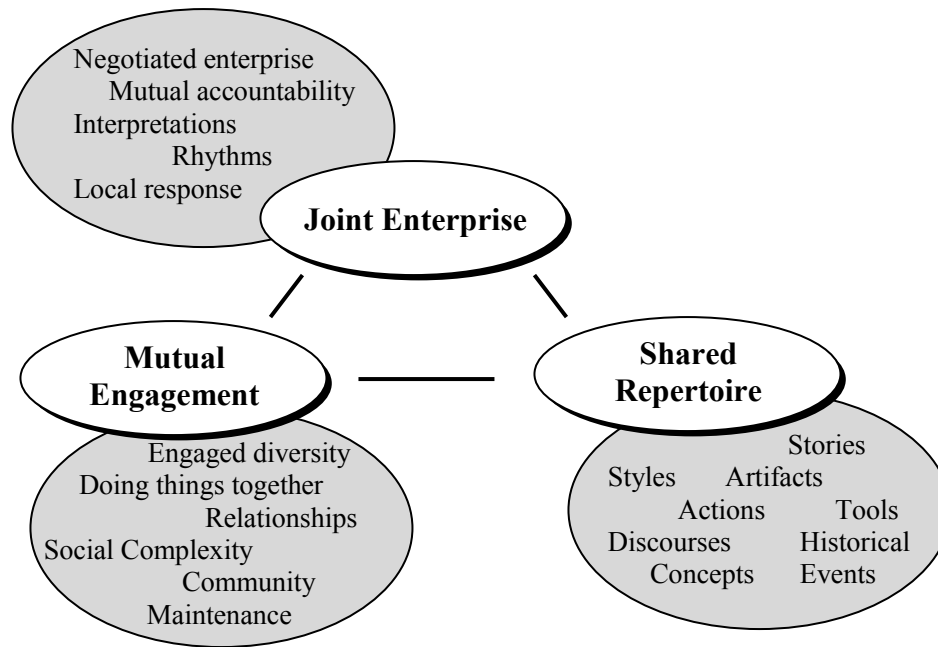 Negotiated enterprise
Mutual accountability
Interpretations
Rhythms
Local response
Joint Enterprise
Mutual
Engagement
Engaged diversity
Doing things together
Relationships
Social Complexity
Community
Maintenance
Shared
Repertoire
Stories
Styles Artifacts
Actions Tools
Discourses Historical
Concepts Events